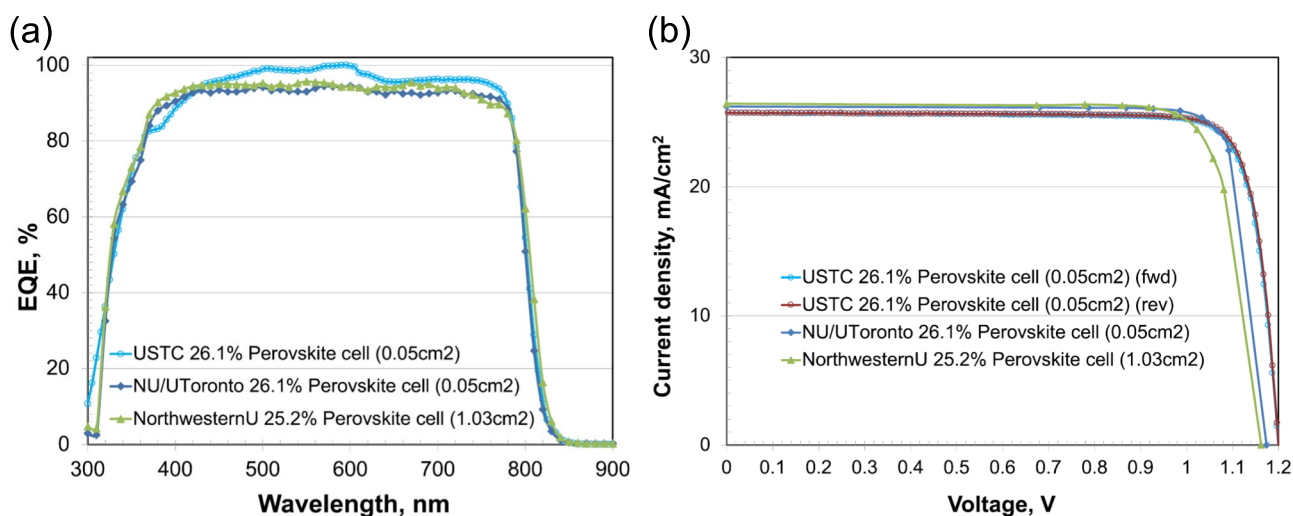 (a)
100
80
60
40
20
0
EQE, %
300 400 500 600 700 800 900
Wavelength, nm
USTC 26.1% Perovskite cell (0.05cm2)
NU/UToronto 26.1% Perovskite cell (0.05cm2)
NorthwesternU 25.2% Perovskite cell (1.03cm2)
(b)
30
20
10
0
Current density, mA/cm²
0 0.1 0.2 0.3 0.4 0.5 0.6 0.7 0.8 0.9 1 1.1 1.2
Voltage, V
USTC 26.1% Perovskite cell (0.05cm2) (fwd)
USTC 26.1% Perovskite cell (0.05cm2) (rev)
NU/UToronto 26.1% Perovskite cell (0.05cm2)
NorthwesternU 25.2% Perovskite cell (1.03cm2)